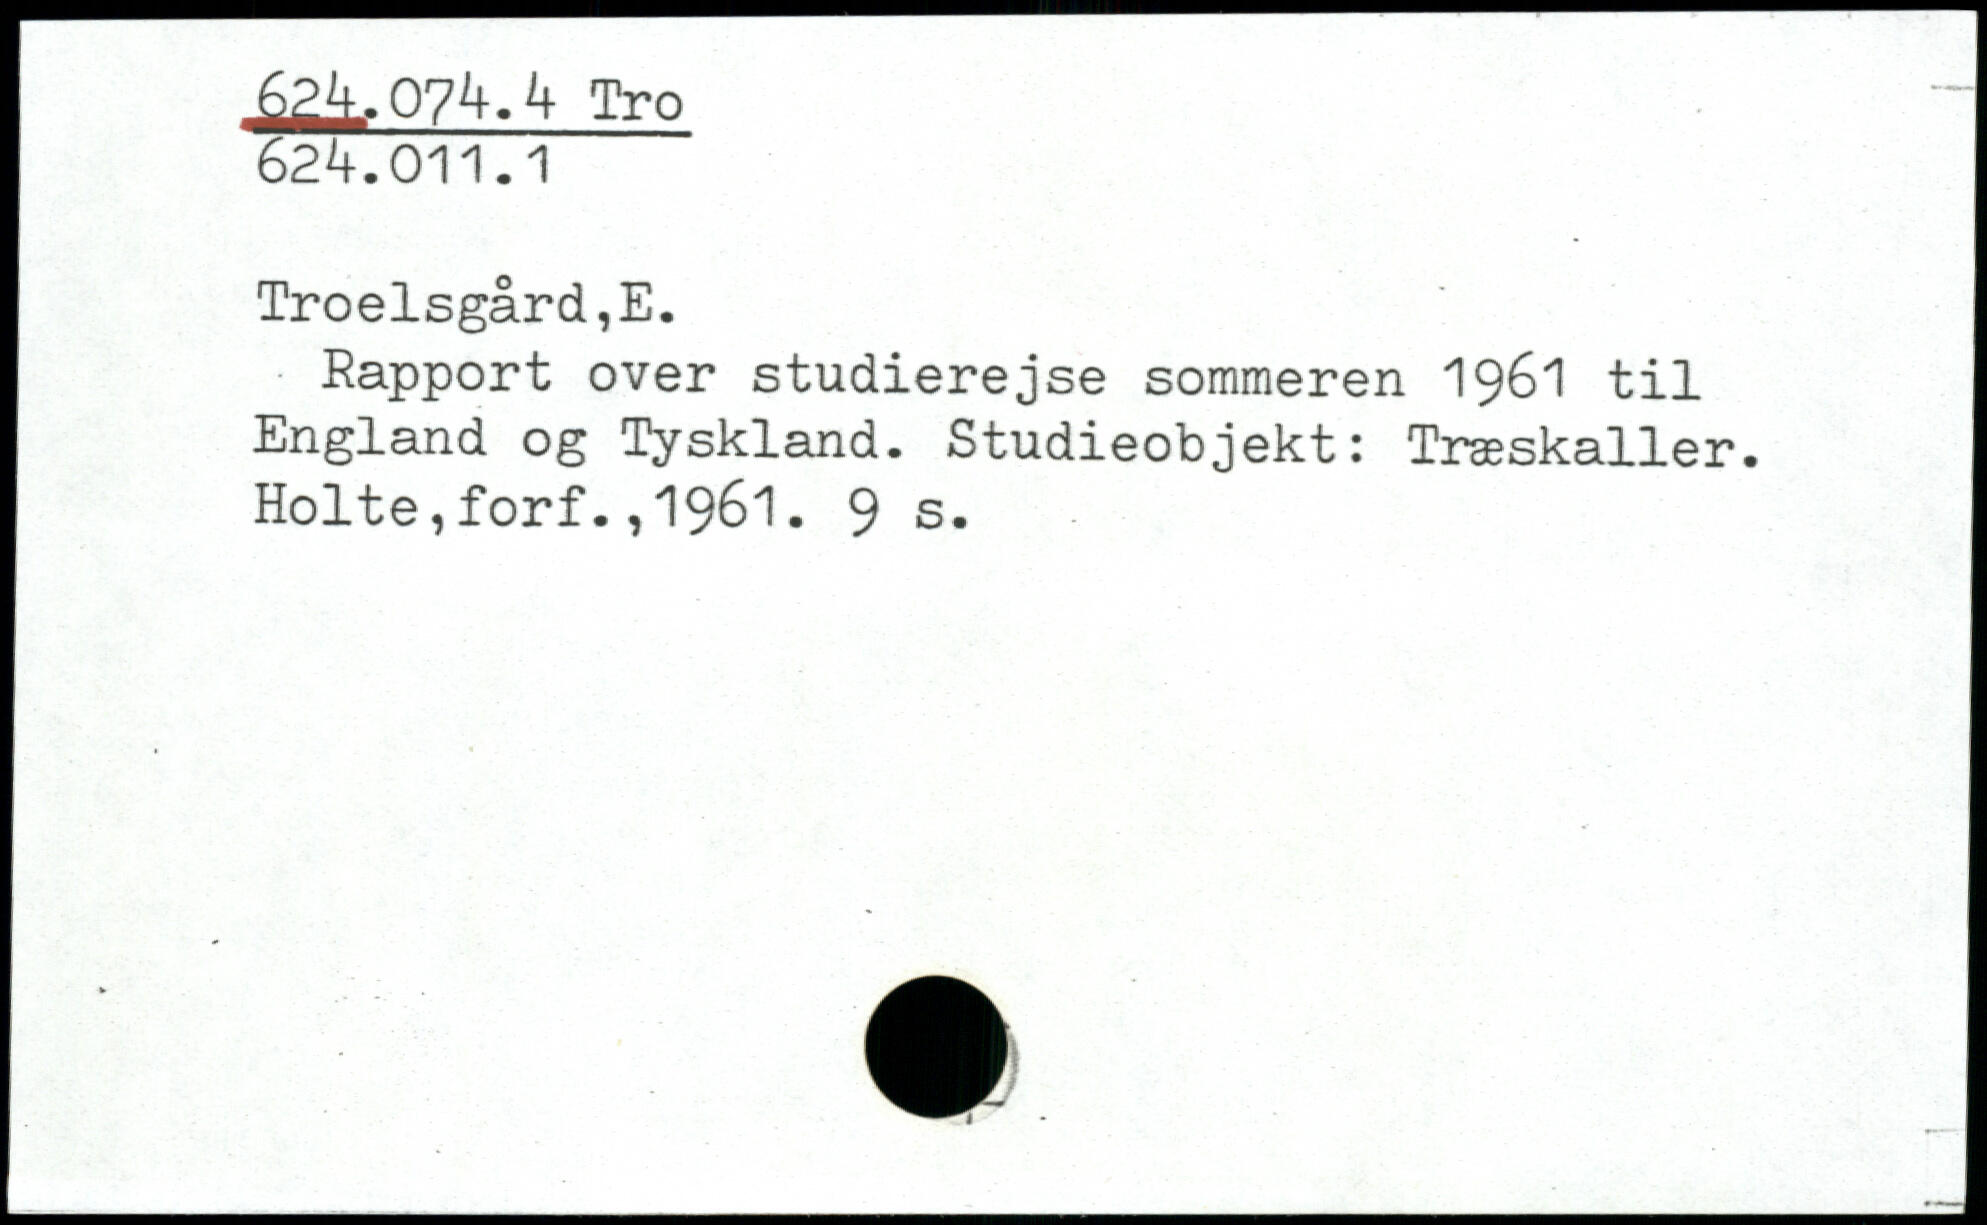 624.074.4 Tro
624.011.1
Troelsgård,E.
Rapport over studierejse sommeren 1961 til
England og Tyskland. Studieobjekt: Træskaller.
Holte,forf.,1961. 9 s.